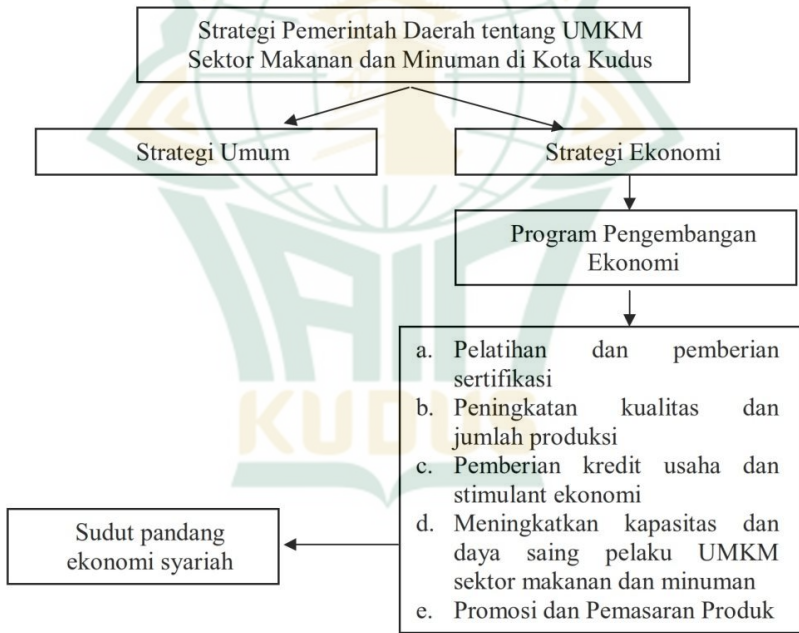 Strategi Pemerintah Daerah tentang UMKM
Sektor Makanan dan Minuman di Kota Kudus
Strategi Umum
Strategi Ekonomi
Program Pengembangan
Ekonomi
a. Pelatihan dan pemberian
sertifikasi
b. Peningkatan kualitas dan
jumlah produksi
c. Pemberian kredit usaha dan
stimulant ekonomi
d. Meningkatkan kapasitas dan
daya saing pelaku UMKM
sektor makanan dan minuman
e. Promosi dan Pemasaran Produk
Sudut pandang
ekonomi syariah
IAIN
KUDUS